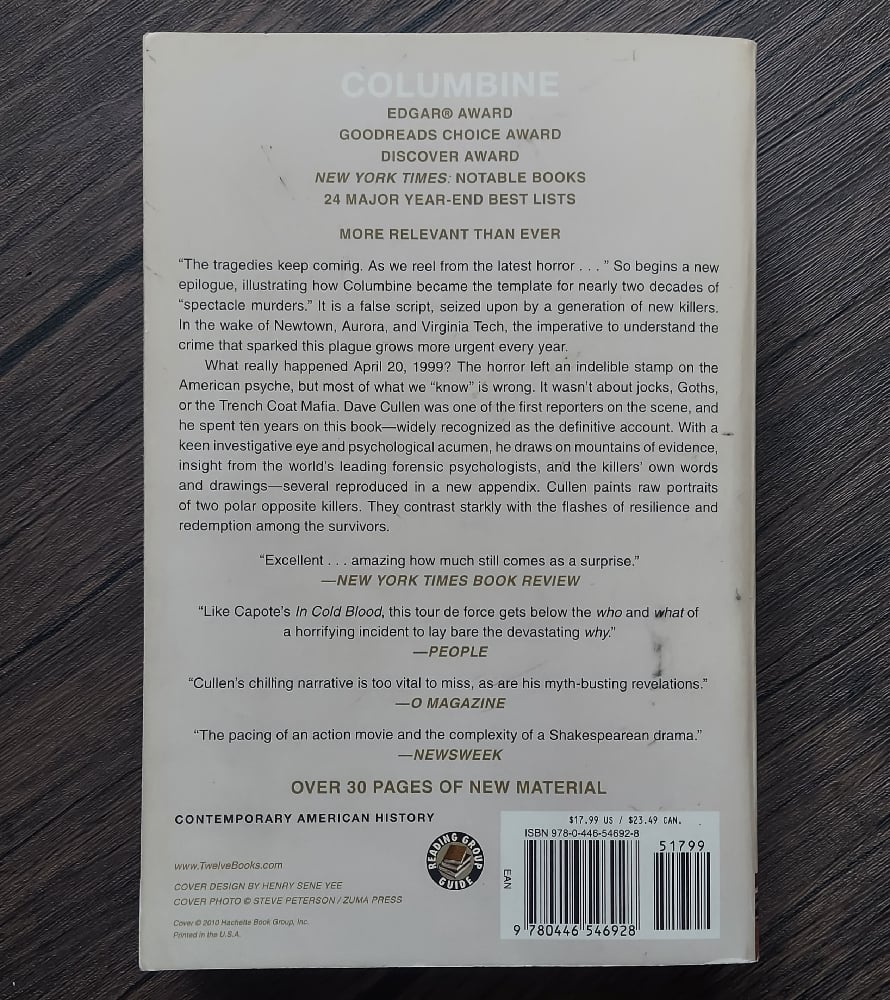 COLUMBINE
EDGAR® AWARD
GOODREADS CHOICE AWARD
DISCOVER AWARD
NEW YORK TIMES: NOTABLE BOOKS
24 MAJOR YEAR-END BEST LISTS
MORE RELEVANT THAN EVER
“The tragedies keep coming. As we reel from the latest horror . . . ” So begins a new
epilogue, illustrating how Columbine became the template for nearly two decades of
“spectacle murders.” It is a false script, seized upon by a generation of new killers.
In the wake of Newtown, Aurora, and Virginia Tech, the imperative to understand the
crime that sparked this plague grows more urgent every year.
What really happened April 20, 1999? The horror left an indelible stamp on the
American psyche, but most of what we “know” is wrong. It wasn’t about jocks, Goths,
or the Trench Coat Mafia. Dave Cullen was one of the first reporters on the scene, and
he spent ten years on this book—widely recognized as the definitive account. With a
keen investigative eye and psychological acumen, he draws on mountains of evidence,
insight from the world’s leading forensic psychologists, and the killers’ own words
and drawings—several reproduced in a new appendix. Cullen paints raw portraits
of two polar opposite killers. They contrast starkly with the flashes of resilience and
redemption among the survivors.
“Excellent . . . amazing how much still comes as a surprise.”
—NEW YORK TIMES BOOK REVIEW
“Like Capote’s In Cold Blood, this tour de force gets below the who and what of
a horrifying incident to lay bare the devastating why.”
—PEOPLE
“Cullen’s chilling narrative is too vital to miss, as are his myth-busting revelations.”
—O MAGAZINE
“The pacing of an action movie and the complexity of a Shakespearean drama.”
—NEWSWEEK
OVER 30 PAGES OF NEW MATERIAL
CONTEMPORARY AMERICAN HISTORY
READING GROUP GUIDE
www.TwelveBooks.com
COVER DESIGN BY HENRY SENE YEE
COVER PHOTO © STEVE PETERSON / ZUMA PRESS
Cover © 2010 Hachette Book Group, Inc.
Printed in the U.S.A.
$17.99 US / $23.49 CAN.
ISBN 978-0-446-54692-8
51799
EAN
9 780446 546928